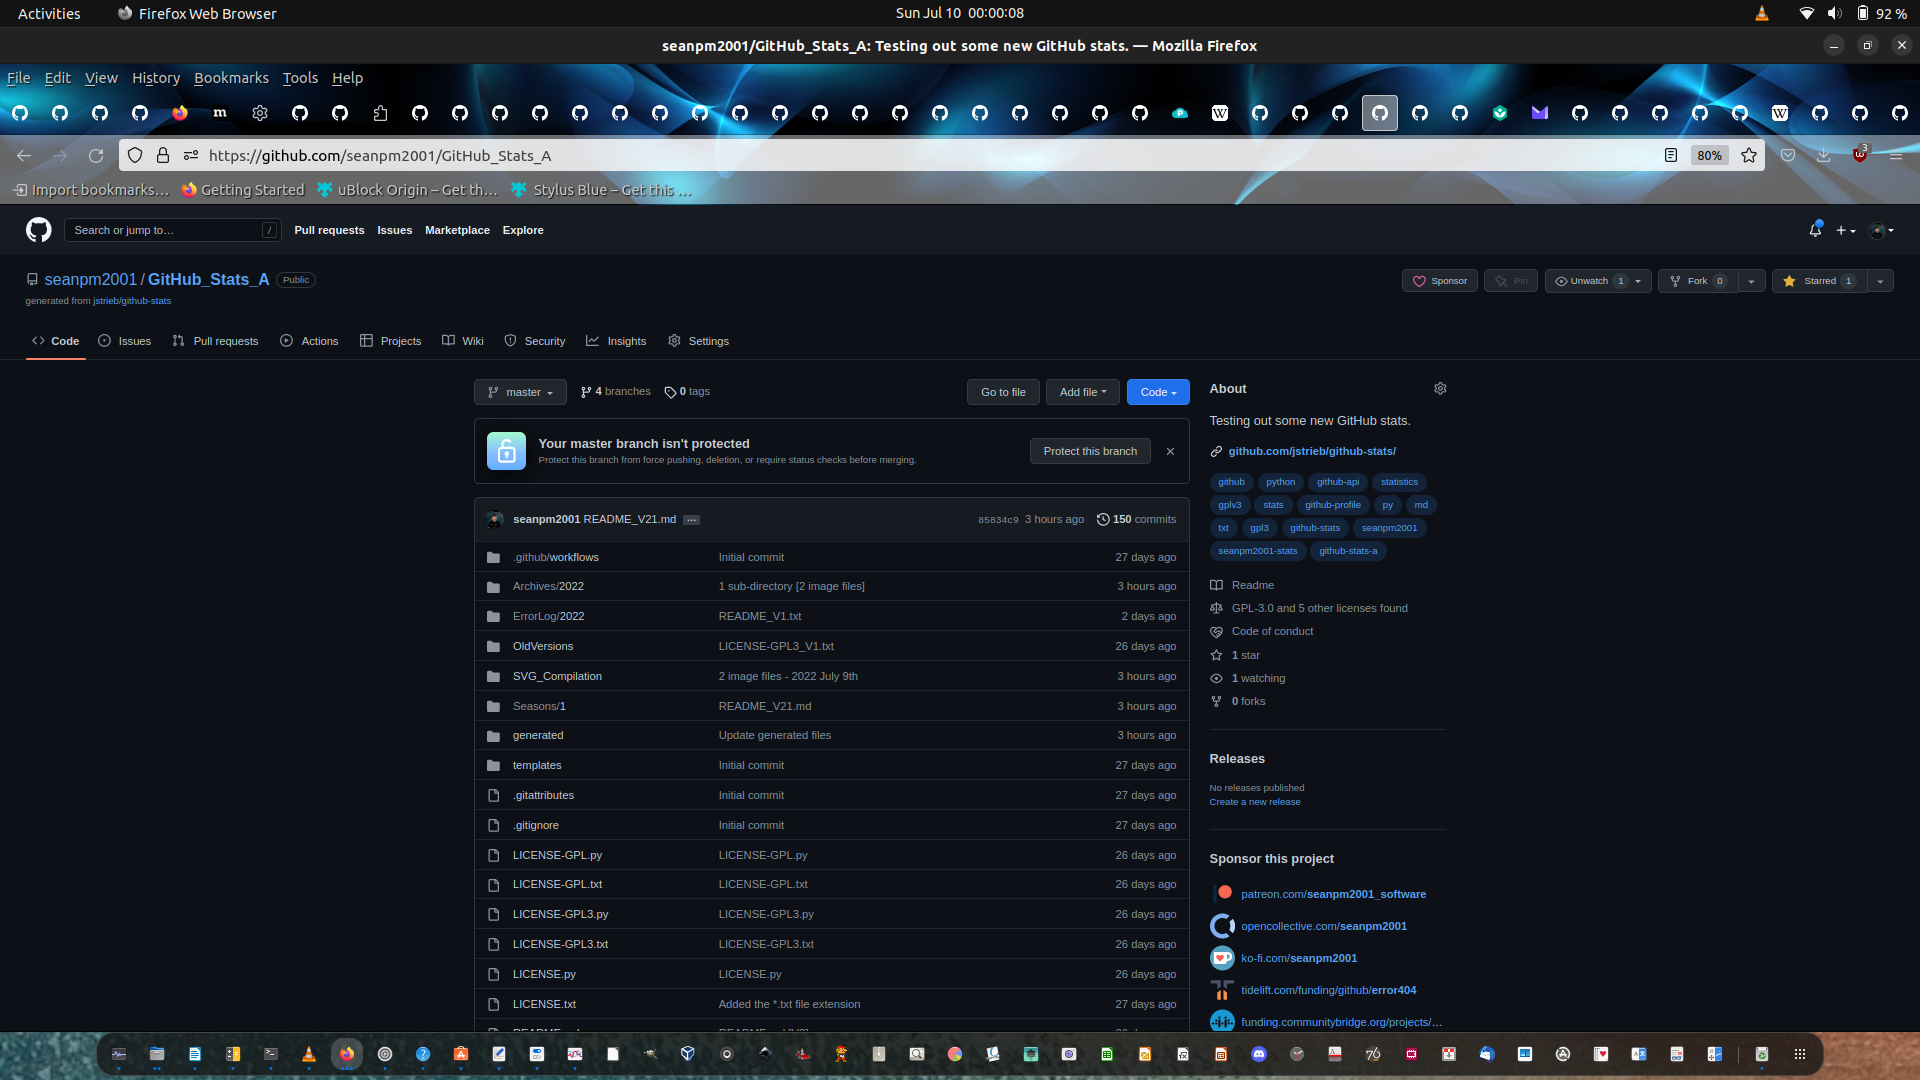 Activities
Firefox Web Browser
Sun Jul 10 00:00:08
92 %
seanpm2001/GitHub_Stats_A: Testing out some new GitHub stats. — Mozilla Firefox
File Edit View History Bookmarks Tools Help
https://github.com/seanpm2001/GitHub_Stats_A
80%
3
Import bookmarks… Getting Started uBlock Origin – Get th… Stylus Blue – Get this …
Search or jump to… /
Pull requests Issues Marketplace Explore
seanpm2001 / GitHub_Stats_A Public
generated from jstrieb/github-stats
Sponsor Pin Unwatch 1 Fork 0 Starred 1
Code Issues Pull requests Actions Projects Wiki Security Insights Settings
master 4 branches 0 tags
Go to file Add file Code
Your master branch isn't protected
Protect this branch from force pushing, deletion, or require status checks before merging.
Protect this branch
seanpm2001 README_V21.md … 85834c9 3 hours ago 150 commits
.github/workflows Initial commit 27 days ago
Archives/2022 1 sub-directory [2 image files] 3 hours ago
ErrorLog/2022 README_V1.txt 2 days ago
OldVersions LICENSE-GPL3_V1.txt 26 days ago
SVG_Compilation 2 image files - 2022 July 9th 3 hours ago
Seasons/1 README_V21.md 3 hours ago
generated Update generated files 3 hours ago
templates Initial commit 27 days ago
.gitattributes Initial commit 27 days ago
.gitignore Initial commit 27 days ago
LICENSE-GPL.py LICENSE-GPL.py 26 days ago
LICENSE-GPL.txt LICENSE-GPL.txt 26 days ago
LICENSE-GPL3.py LICENSE-GPL3.py 26 days ago
LICENSE-GPL3.txt LICENSE-GPL3.txt 26 days ago
LICENSE.py LICENSE.py 26 days ago
LICENSE.txt Added the *.txt file extension 27 days ago
About
Testing out some new GitHub stats.
github.com/jstrieb/github-stats/
github python github-api statistics
gplv3 stats github-profile py md
txt gpl3 github-stats seanpm2001
seanpm2001-stats github-stats-a
Readme
GPL-3.0 and 5 other licenses found
Code of conduct
1 star
1 watching
0 forks
Releases
No releases published
Create a new release
Sponsor this project
patreon.com/seanpm2001_software
opencollective.com/seanpm2001
ko-fi.com/seanpm2001
tidelift.com/funding/github/error404
funding.communitybridge.org/projects/…